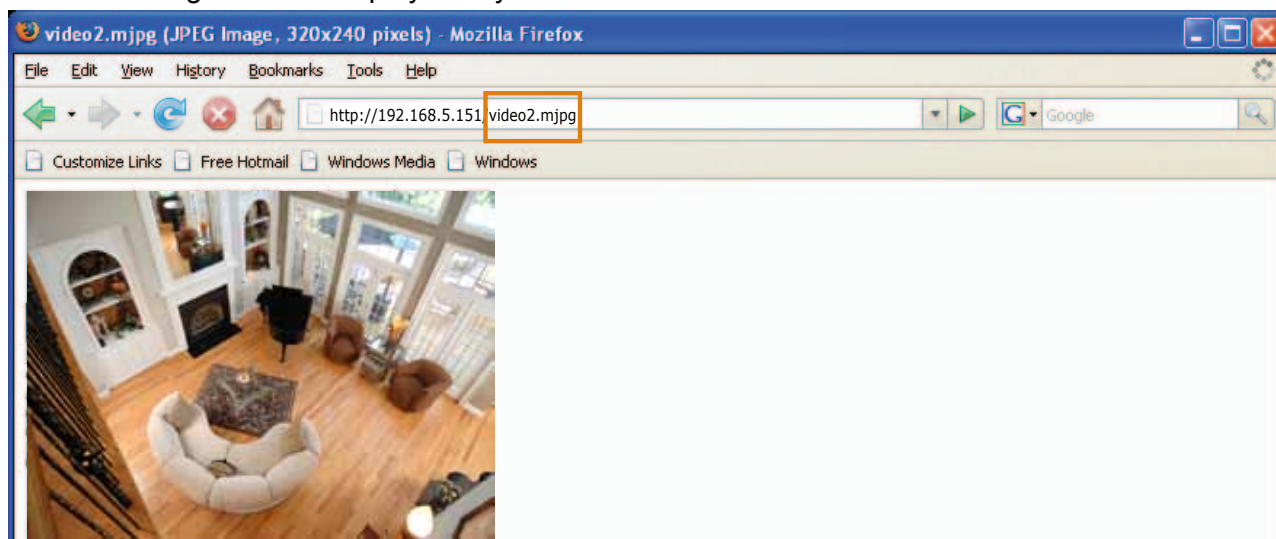 video2.mjpg (JPEG Image, 320x240 pixels) - Mozilla Firefox
File Edit View History Bookmarks Tools Help
http://192.168.5.151/video2.mjpg G Google
Customize Links Free Hotmail Windows Media Windows